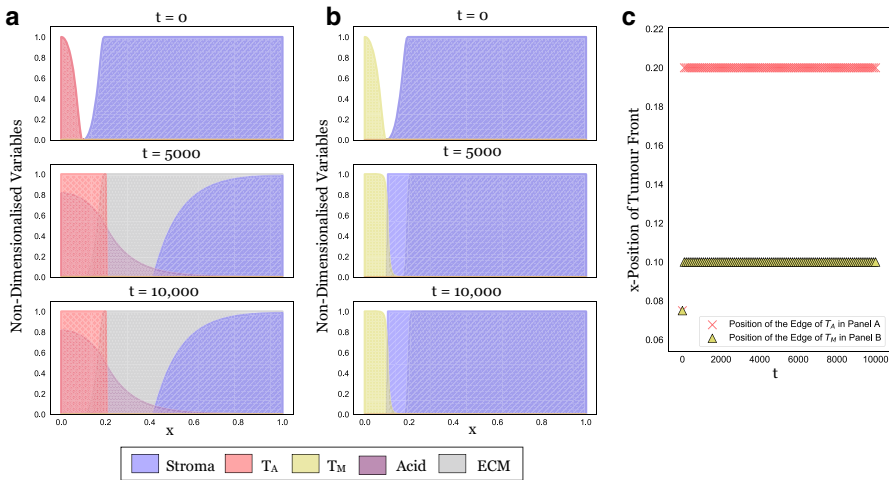 a
b
c
t = 0
t = 0
t = 5000
t = 5000
t = 10,000
t = 10,000
Non-Dimensionalised Variables
Non-Dimensionalised Variables
1.0
0.8
0.6
0.4
0.2
0.0
1.0
0.8
0.6
0.4
0.2
0.0
1.0
0.8
0.6
0.4
0.2
0.0
0.0 0.2 0.4 0.6 0.8 1.0
x
1.0
0.8
0.6
0.4
0.2
0.0
1.0
0.8
0.6
0.4
0.2
0.0
1.0
0.8
0.6
0.4
0.2
0.0
0.0 0.2 0.4 0.6 0.8 1.0
x
x-Position of Tumour Front
0.22
0.20
0.18
0.16
0.14
0.12
0.10
0.08
0.06
Position of the Edge of T_A in Panel A
Position of the Edge of T_M in Panel B
0 2000 4000 6000 8000 10000
t
Stroma T_A T_M Acid ECM